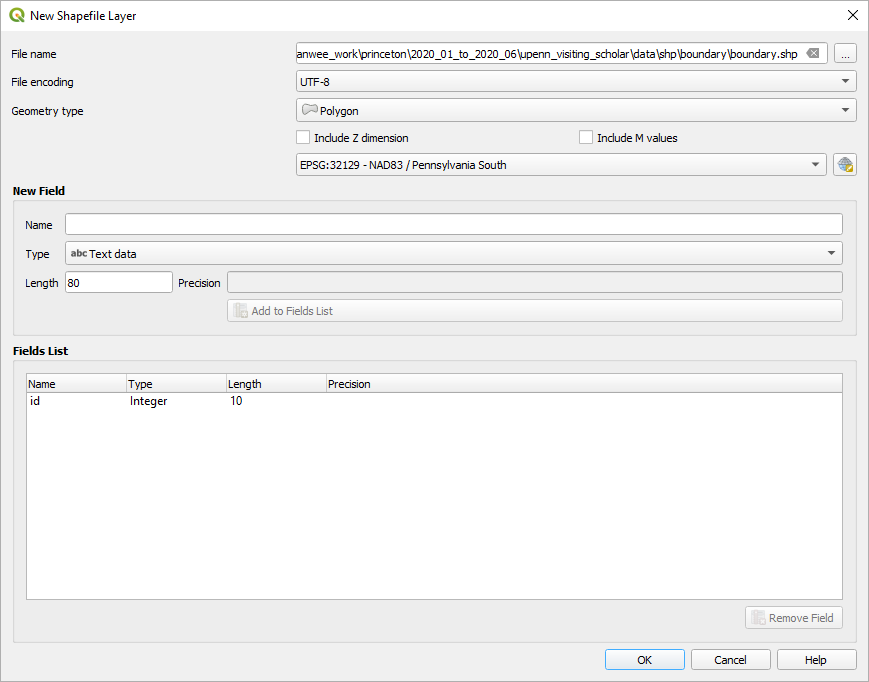 New Shapefile Layer
File name anwee_work\princeton\2020_01_to_2020_06\upenn_visiting_scholar\data\shp\boundary\boundary.shp ...
File encoding UTF-8
Geometry type Polygon
Include Z dimension Include M values
EPSG:32129 - NAD83 / Pennsylvania South
New Field
Name
Type abc Text data
Length 80 Precision
Add to Fields List
Fields List
Name Type Length Precision
id Integer 10
Remove Field
OK Cancel Help